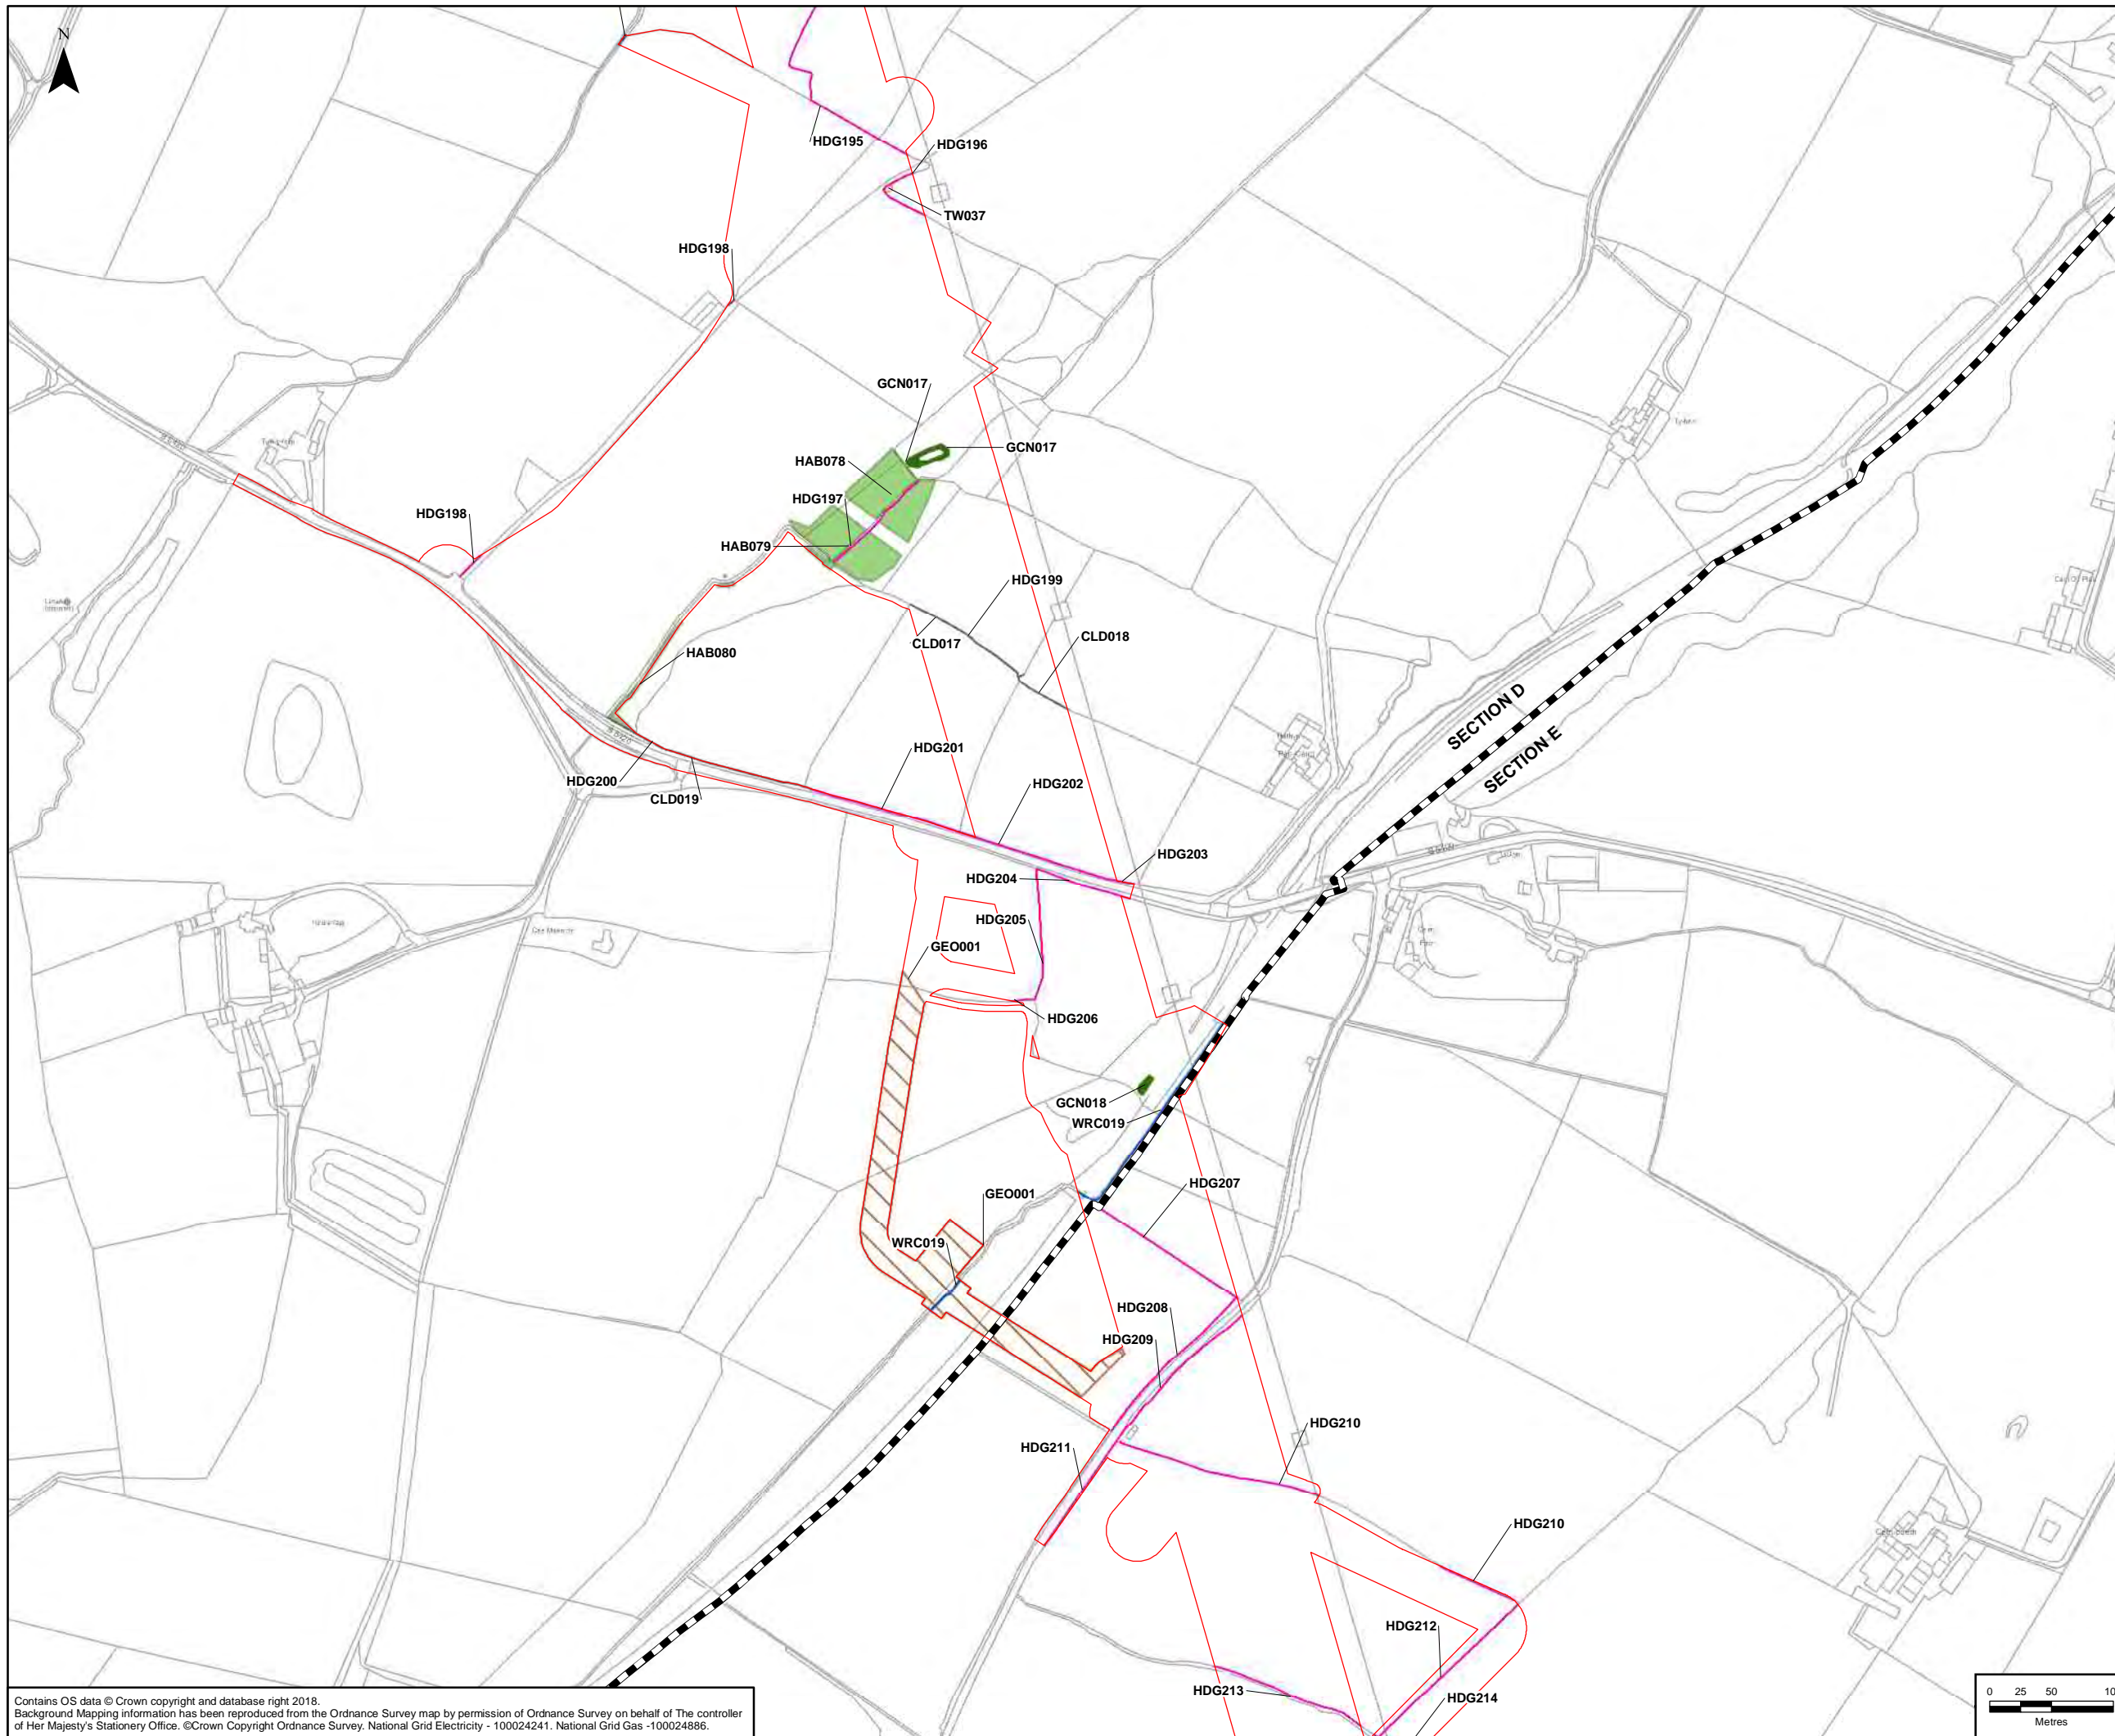 N
HDG195
HDG196
TW037
HDG198
GCN017
GCN017
HAB078
HDG197
HDG198
HAB079
HDG199
CLD018
CLD017
HAB080
SECTION D
SECTION E
HDG201
HDG200
HDG202
CLD019
HDG203
HDG204
HDG205
GEO001
HDG206
GCN018
WRC019
HDG207
GEO001
WRC019
HDG208
HDG209
HDG210
HDG211
HDG210
HDG212
HDG213
HDG214
Contains OS data © Crown copyright and database right 2018.
Background Mapping information has been reproduced from the Ordnance Survey map by permission of Ordnance Survey on behalf of The controller
of Her Majesty's Stationery Office. ©Crown Copyright Ordnance Survey. National Grid Electricity - 100024241. National Grid Gas -100024886.
0 25 50 10
Metres